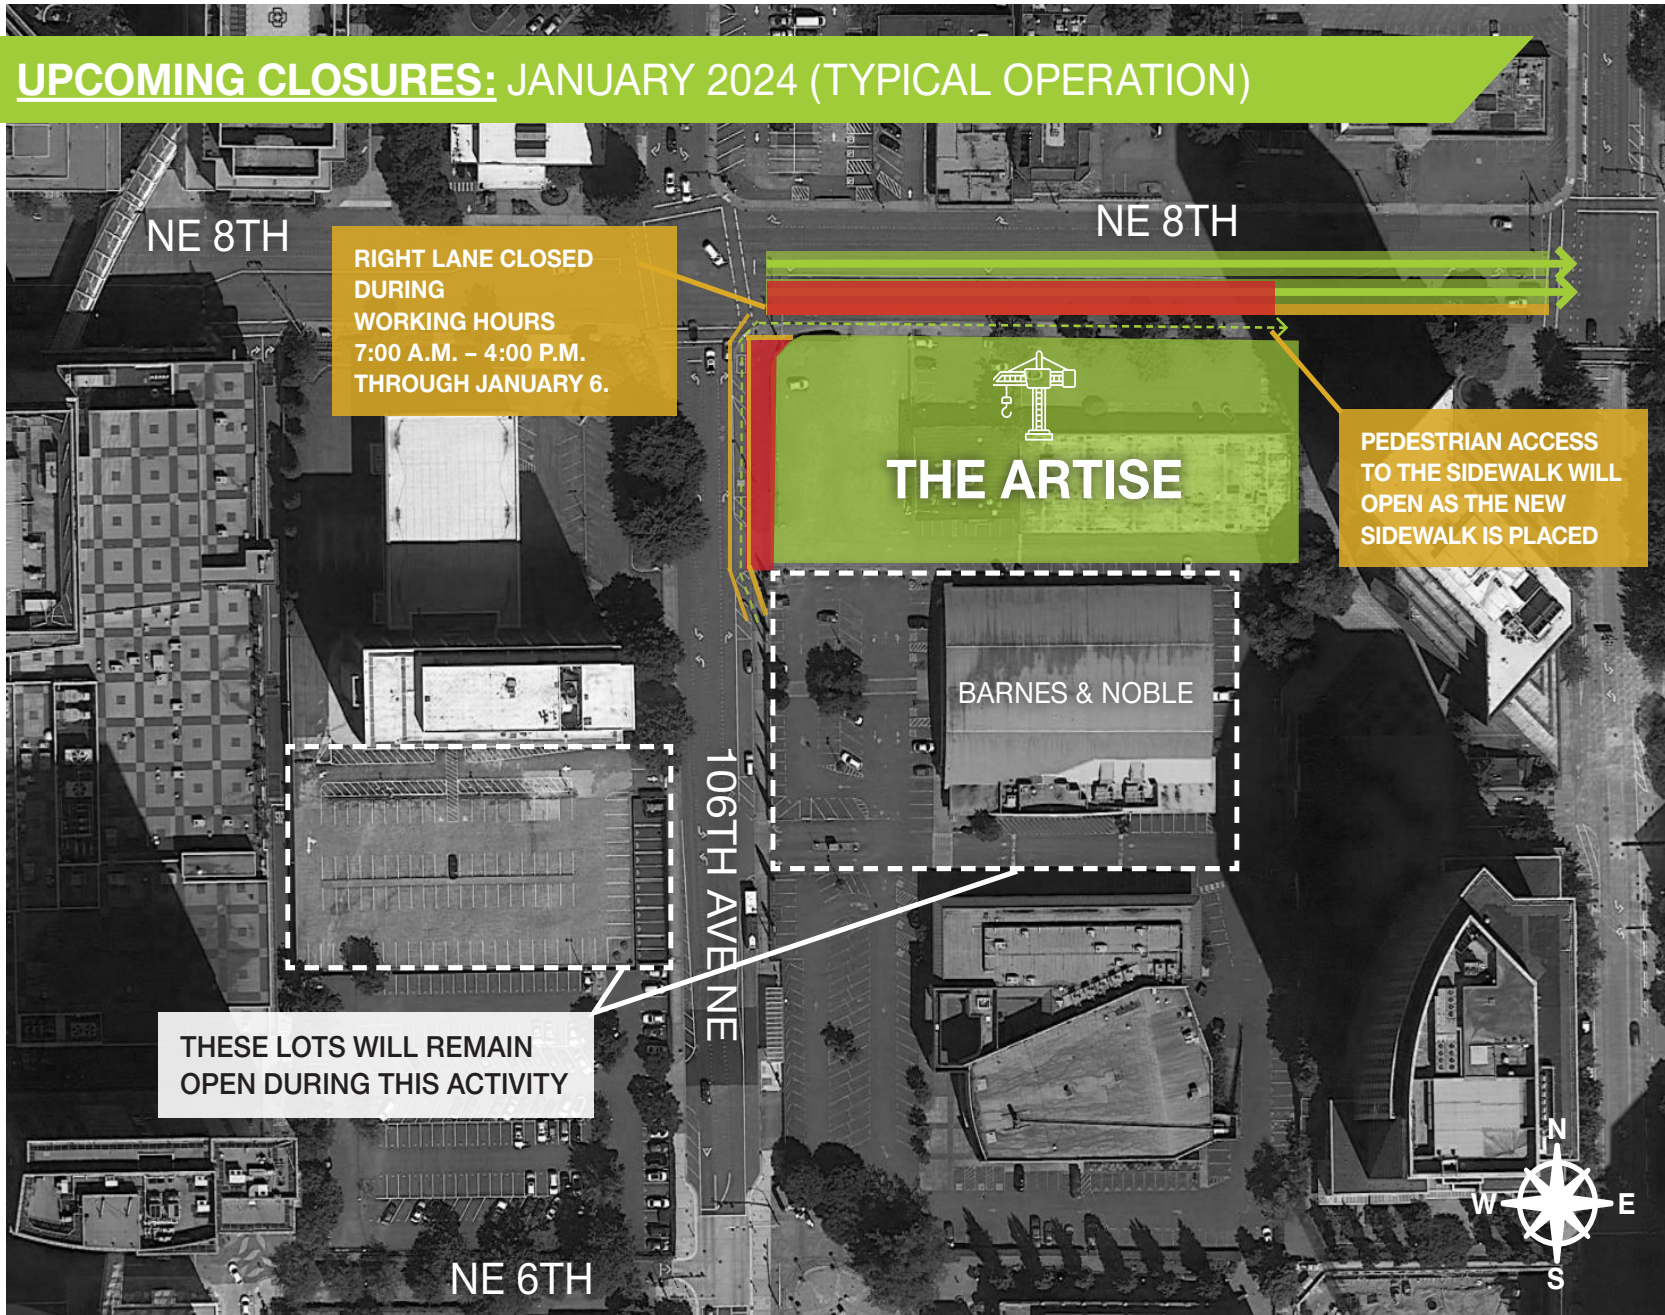 UPCOMING CLOSURES: JANUARY 2024 (TYPICAL OPERATION)
NE 8TH
NE 8TH
RIGHT LANE CLOSED
DURING
WORKING HOURS
7:00 A.M. – 4:00 P.M.
THROUGH JANUARY 6.
THE ARTISE
PEDESTRIAN ACCESS
TO THE SIDEWALK WILL
OPEN AS THE NEW
SIDEWALK IS PLACED
BARNES & NOBLE
106TH AVE NE
THESE LOTS WILL REMAIN
OPEN DURING THIS ACTIVITY
NE 6TH
N
W
E
S